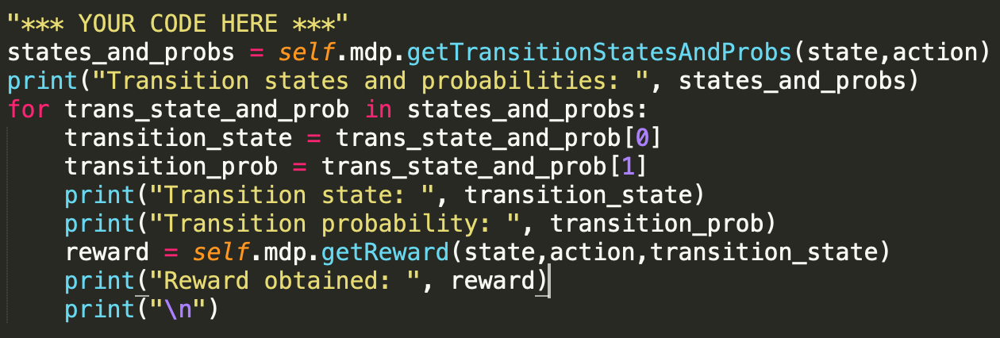 "*** YOUR CODE HERE ***"
states_and_probs = self.mdp.getTransitionStatesAndProbs(state,action)
print("Transition states and probabilities: ", states_and_probs)
for trans_state_and_prob in states_and_probs:
    transition_state = trans_state_and_prob[0]
    transition_prob = trans_state_and_prob[1]
    print("Transition state: ", transition_state)
    print("Transition probability: ", transition_prob)
    reward = self.mdp.getReward(state,action,transition_state)
    print("Reward obtained: ", reward)
    print("\n")